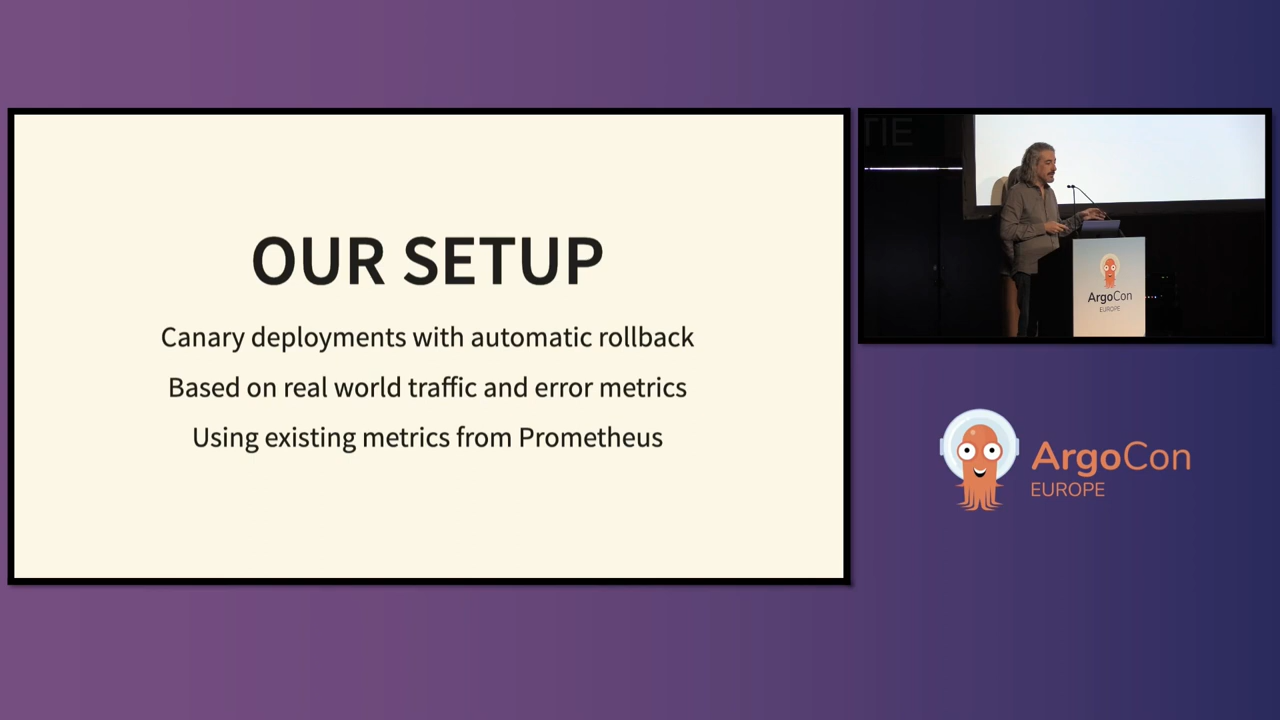 OUR SETUP
Canary deployments with automatic rollback
Based on real world traffic and error metrics
Using existing metrics from Prometheus
TIE
ArgoCon
EUROPE
ArgoCon
EUROPE